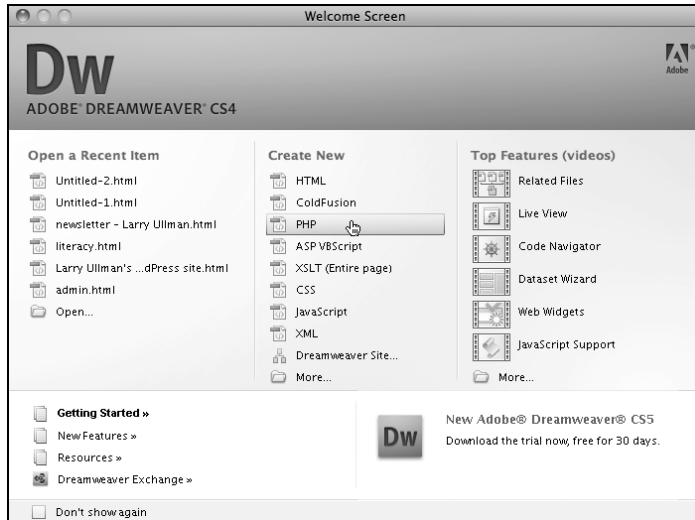 Welcome Screen
Dw
ADOBE® DREAMWEAVER® CS4
Adobe®
Open a Recent Item
Untitled-2.html
Untitled-1.html
newsletter - Larry Ullman.html
literacy.html
Larry Ullman's ...dPress site.html
admin.html
Open...
Create New
HTML
ColdFusion
PHP
ASP VBScript
XSLT (Entire page)
CSS
JavaScript
XML
Dreamweaver Site...
More...
Top Features (videos)
Related Files
Live View
Code Navigator
Dataset Wizard
Web Widgets
JavaScript Support
More...
Getting Started »
New Features »
Resources »
Dreamweaver Exchange »
Dw
New Adobe® Dreamweaver® CS5
Download the trial now, free for 30 days.
Don't show again